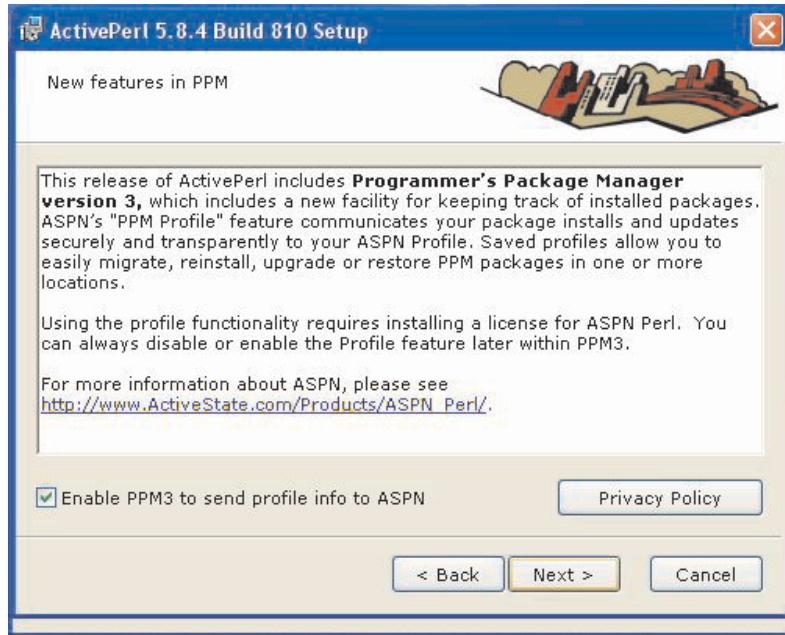 ActivePerl 5.8.4 Build 810 Setup
New features in PPM
This release of ActivePerl includes Programmer's Package Manager
version 3, which includes a new facility for keeping track of installed packages.
ASPN's "PPM Profile" feature communicates your package installs and updates
securely and transparently to your ASPN Profile. Saved profiles allow you to
easily migrate, reinstall, upgrade or restore PPM packages in one or more
locations.
Using the profile functionality requires installing a license for ASPN Perl. You
can always disable or enable the Profile feature later within PPM3.
For more information about ASPN, please see
http://www.ActiveState.com/Products/ASPN_Perl/.
Enable PPM3 to send profile info to ASPN
Privacy Policy
< Back
Next >
Cancel